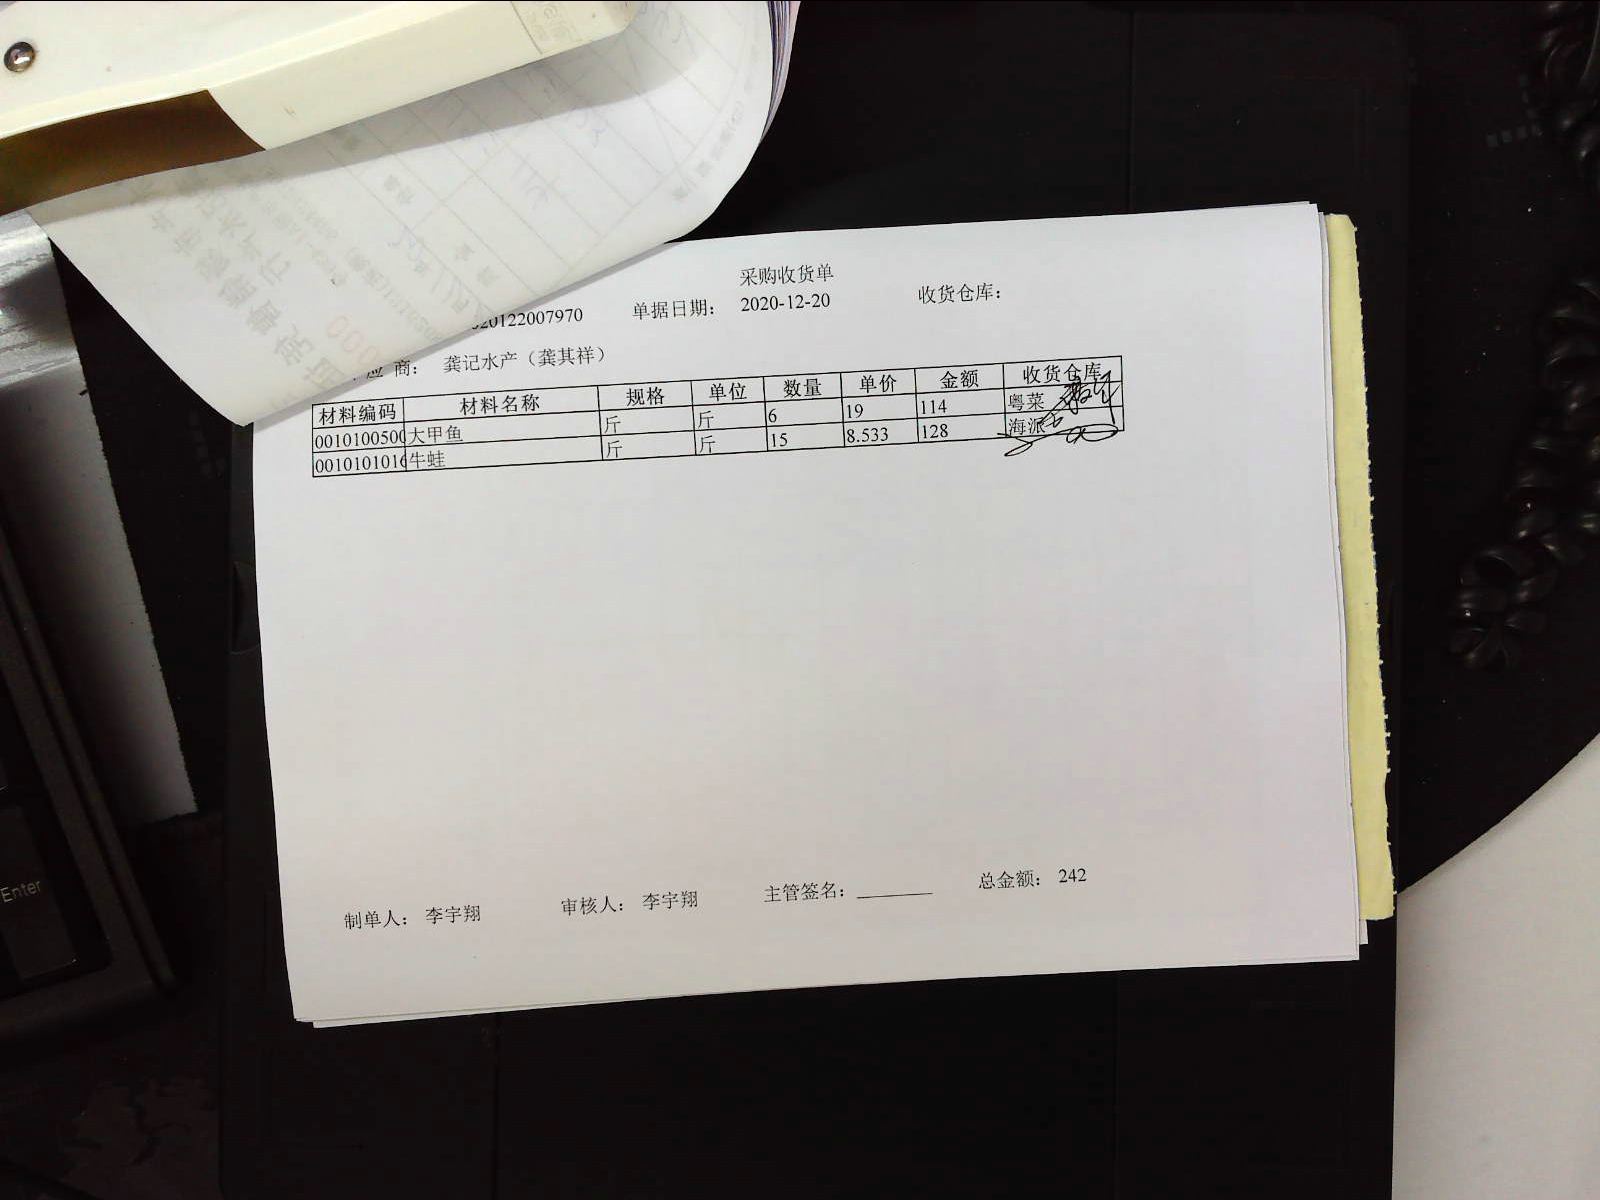 采购收货单
20122007970 单据日期: 2020-12-20 收货仓库:
应 商: 龚记水产（龚其祥）
材料编码 材料名称 规格 单位 数量 单价 金额 收货仓库
0010100500 大甲鱼 斤 斤 6 19 114 粤菜
0010101016 牛蛙 斤 斤 15 8.533 128 海派
制单人: 李宇翔 审核人: 李宇翔 主管签名: 总金额: 242
Enter